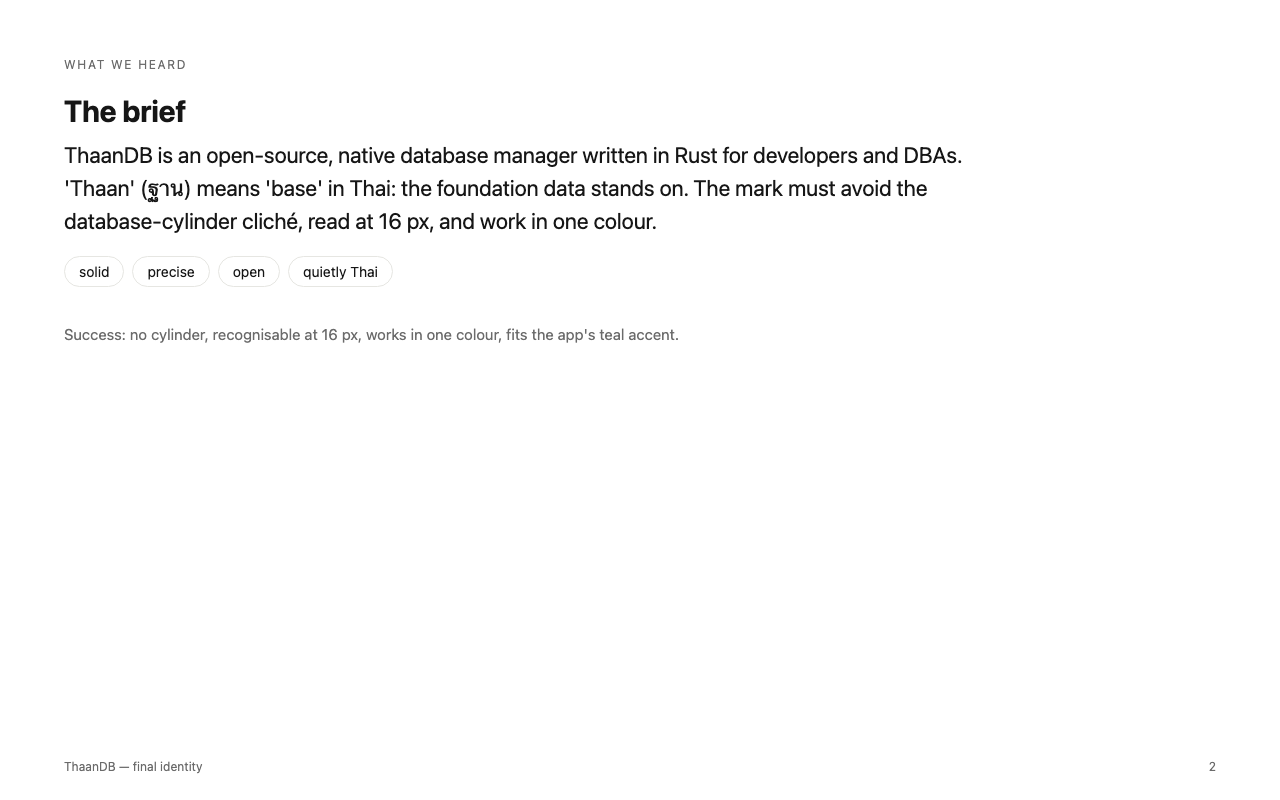 WHAT WE HEARD
The brief
ThaanDB is an open-source, native database manager written in Rust for developers and DBAs.
'Thaan' (ฐาน) means 'base' in Thai: the foundation data stands on. The mark must avoid the
database-cylinder cliché, read at 16 px, and work in one colour.
solid precise open quietly Thai
Success: no cylinder, recognisable at 16 px, works in one colour, fits the app's teal accent.
ThaanDB — final identity 2